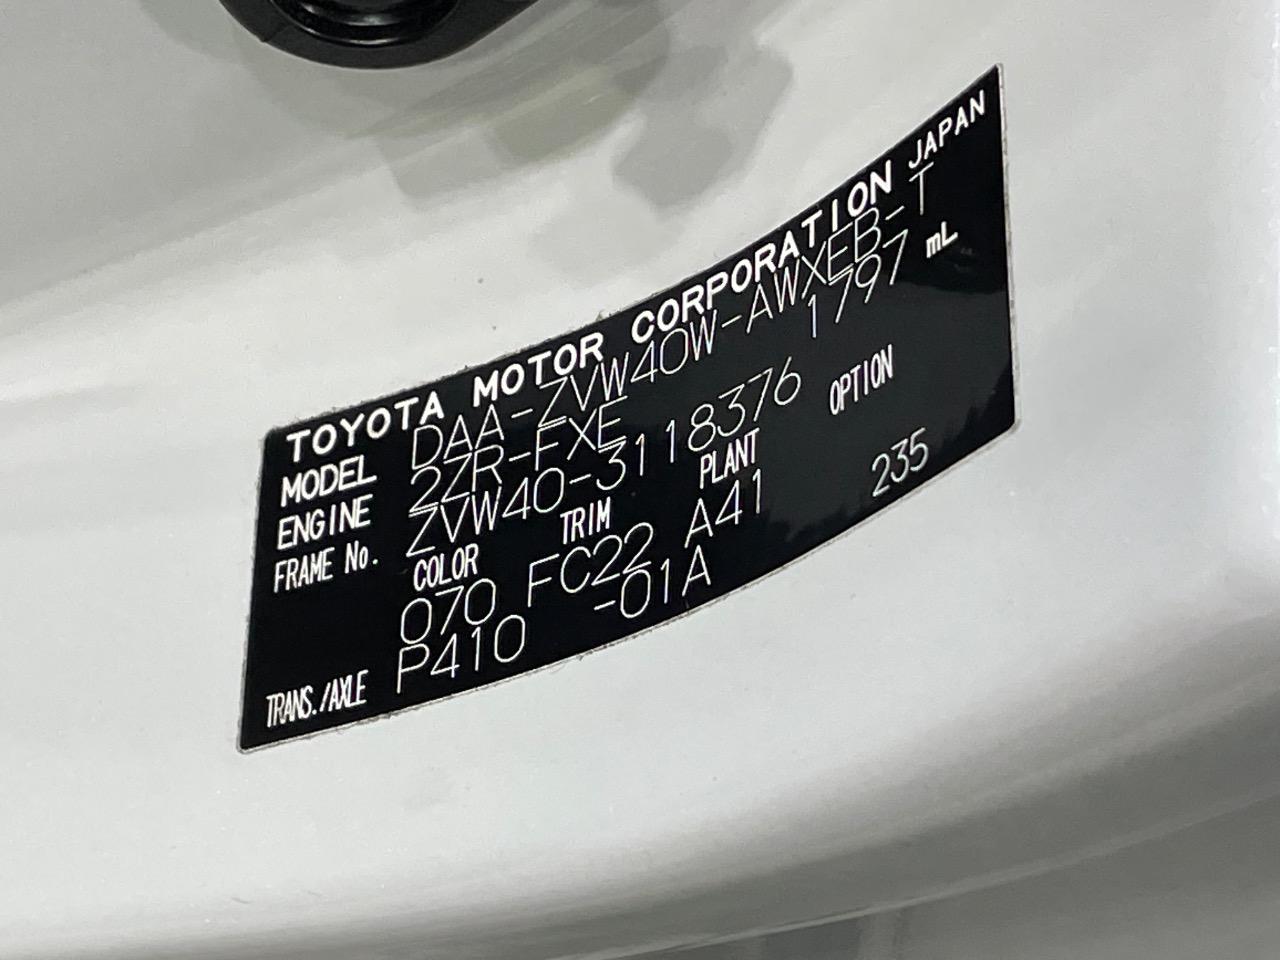 TOYOTA MOTOR CORPORATION JAPAN
MODEL DAA-ZVW40W-AWXEB-T
ENGINE 2ZR-FXE 1797 mL
FRAME No. ZVW40-3118376
COLOR TRIM PLANT OPTION
070 FC22 A41 235
TRANS./AXLE P410 -01A